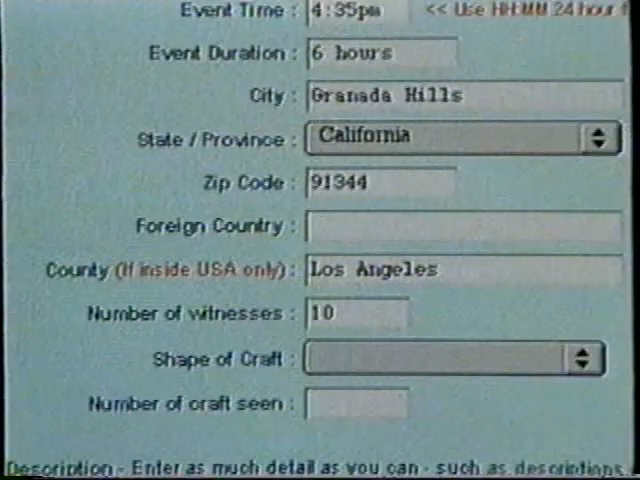 Event Time : 4:35pm << Use HH:MM 24 hour
Event Duration : 6 hours
City : Granada Hills
State / Province : California
Zip Code : 91344
Foreign Country :
County (If inside USA only) : Los Angeles
Number of witnesses : 10
Shape of Craft :
Number of craft seen :
Description - Enter as much detail as you can - such as descriptions